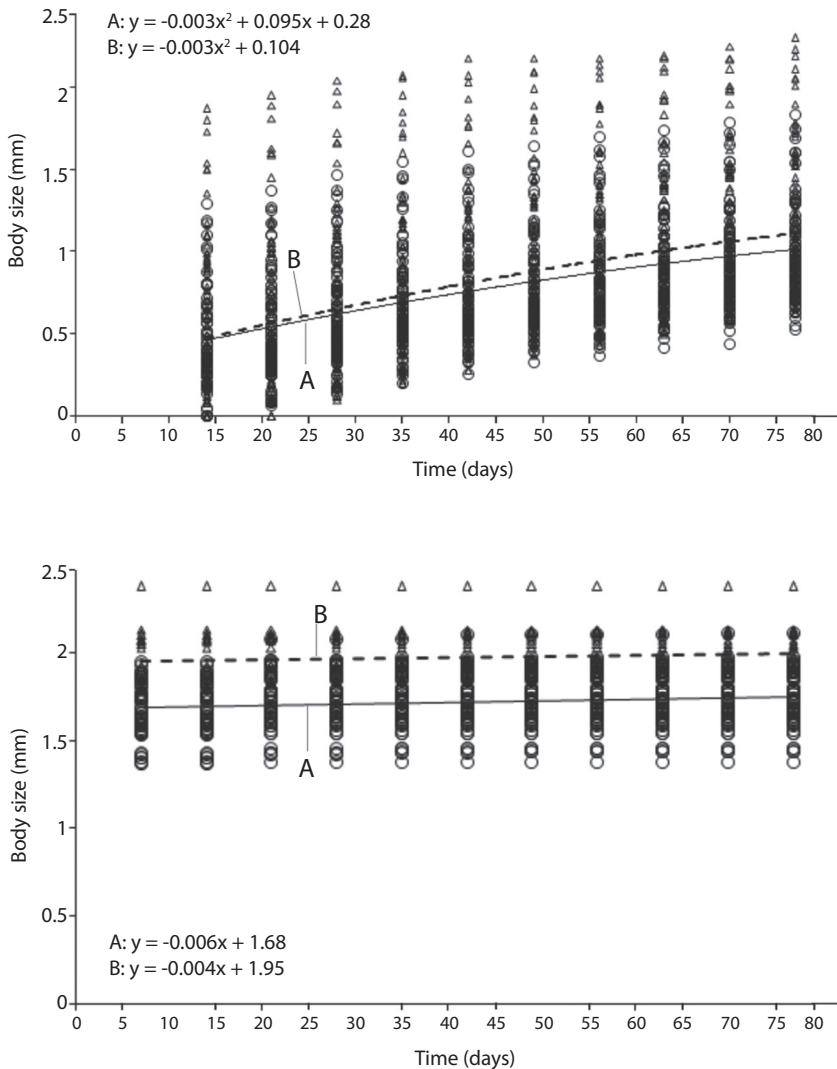 2.5
A: y = -0.003x² + 0.095x + 0.28
B: y = -0.003x² + 0.104
2
1.5
Body size (mm)
1
B
0.5
A
0
0 5 10 15 20 25 30 35 40 45 50 55 60 65 70 75 80
Time (days)
2.5
B
2
1.5
A
Body size (mm)
1
0.5
A: y = -0.006x + 1.68
B: y = -0.004x + 1.95
0
0 5 10 15 20 25 30 35 40 45 50 55 60 65 70 75 80
Time (days)